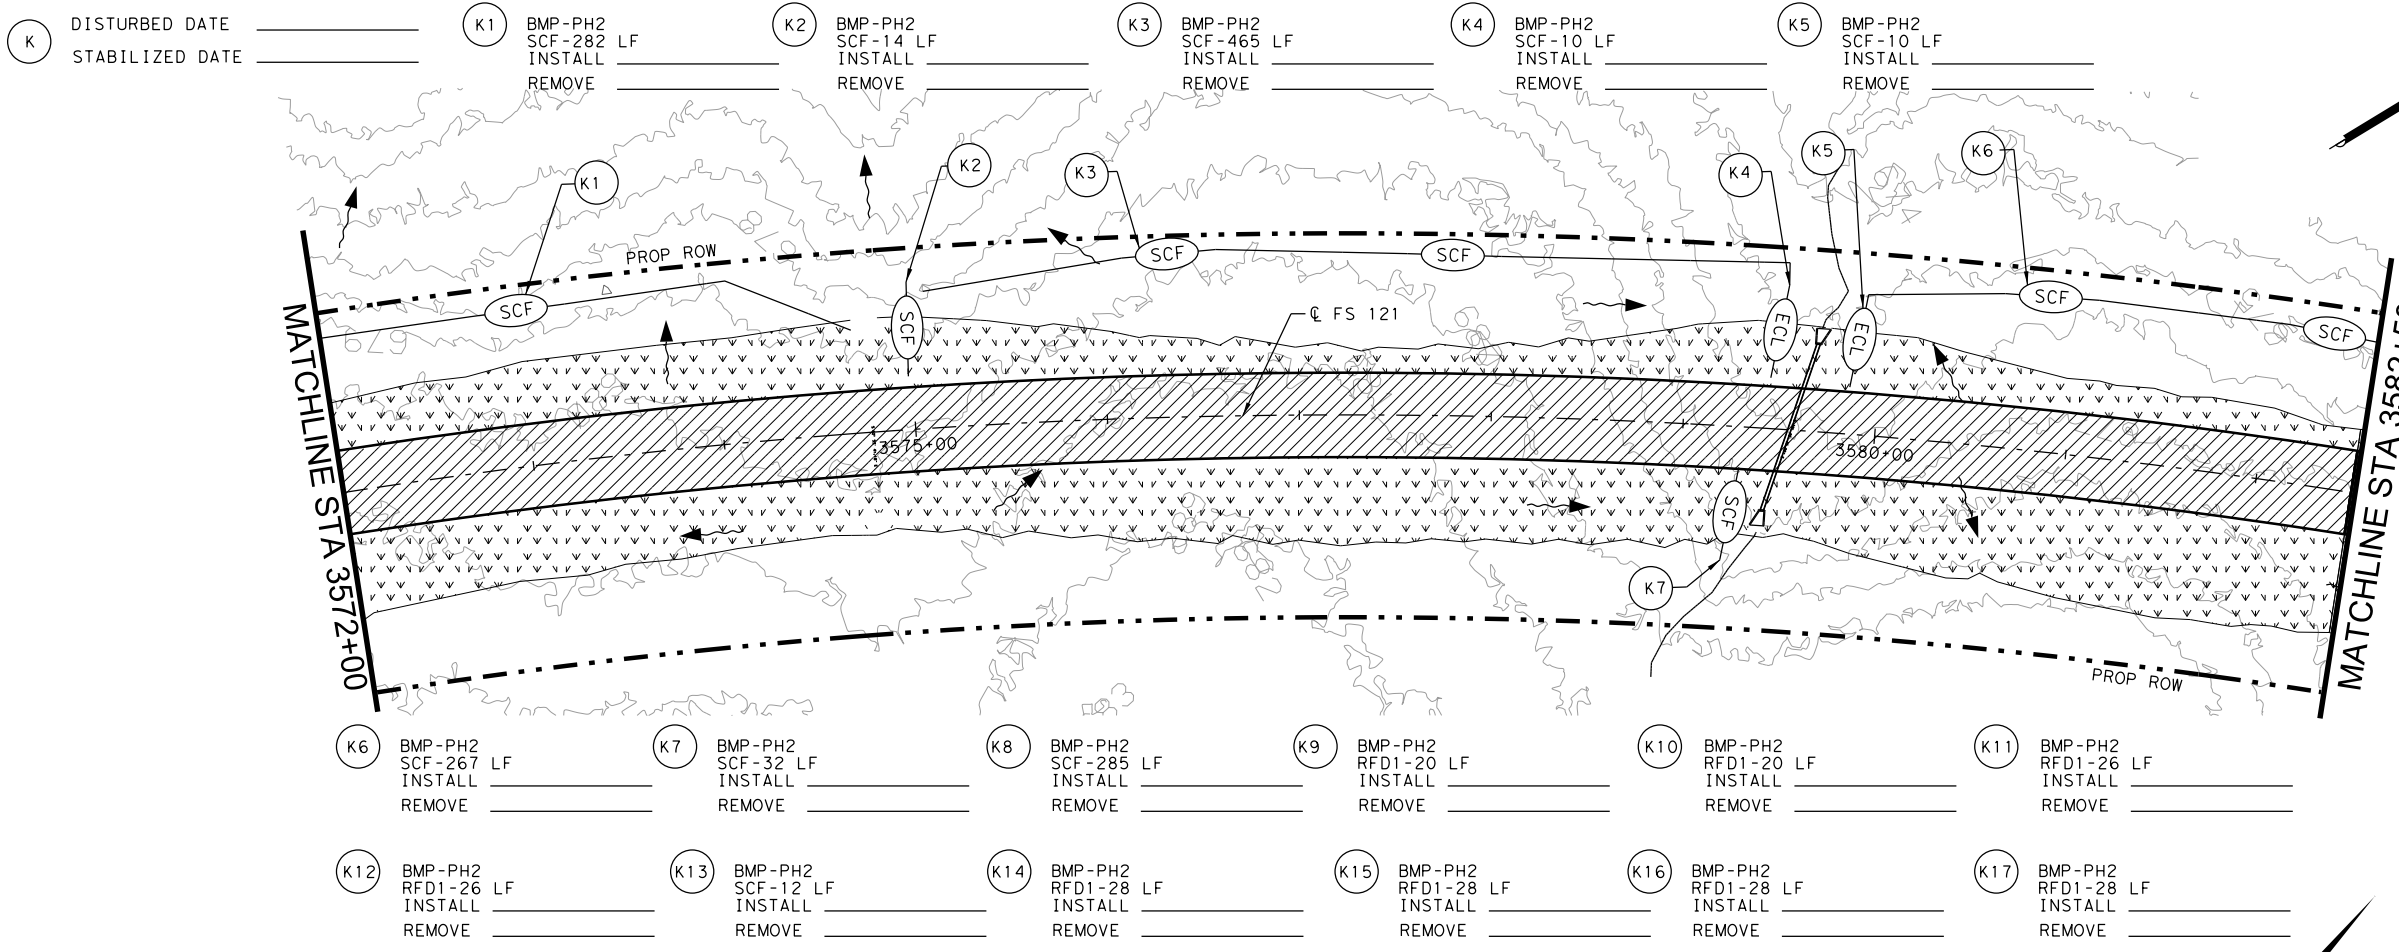 K
DISTURBED DATE
STABILIZED DATE
K1
BMP-PH2
SCF-282 LF
INSTALL
REMOVE
K2
BMP-PH2
SCF-14 LF
INSTALL
REMOVE
K3
BMP-PH2
SCF-465 LF
INSTALL
REMOVE
K4
BMP-PH2
SCF-10 LF
INSTALL
REMOVE
K5
BMP-PH2
SCF-10 LF
INSTALL
REMOVE
K1
K2
K3
K4
K5
K6
PROP ROW
SCF
SCF
SCF
SCF
ECL
ECL
SCF
SCF
℄ FS 121
679
3575+00
3580+00
SCF
K7
PROP ROW
MATCHLINE STA 3572+00
MATCHLINE STA 3582+5
K6
BMP-PH2
SCF-267 LF
INSTALL
REMOVE
K7
BMP-PH2
SCF-32 LF
INSTALL
REMOVE
K8
BMP-PH2
SCF-285 LF
INSTALL
REMOVE
K9
BMP-PH2
RFD1-20 LF
INSTALL
REMOVE
K10
BMP-PH2
RFD1-20 LF
INSTALL
REMOVE
K11
BMP-PH2
RFD1-26 LF
INSTALL
REMOVE
K12
BMP-PH2
RFD1-26 LF
INSTALL
REMOVE
K13
BMP-PH2
SCF-12 LF
INSTALL
REMOVE
K14
BMP-PH2
RFD1-28 LF
INSTALL
REMOVE
K15
BMP-PH2
RFD1-28 LF
INSTALL
REMOVE
K16
BMP-PH2
RFD1-28 LF
INSTALL
REMOVE
K17
BMP-PH2
RFD1-28 LF
INSTALL
REMOVE